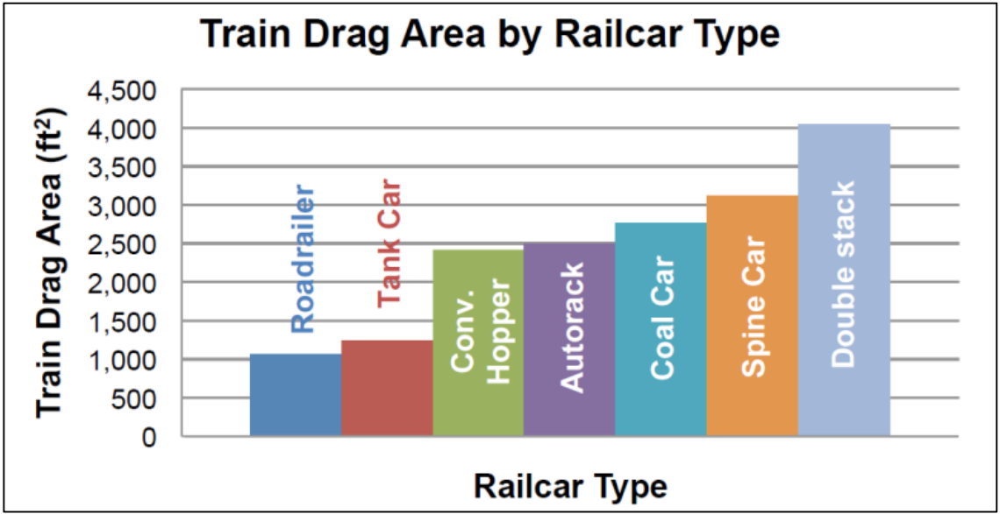 Train Drag Area by Railcar Type
Train Drag Area (ft²)
4,500
4,000
3,500
3,000
2,500
2,000
1,500
1,000
500
0
Roadrailer
Tank Car
Conv.
Hopper
Autorack
Coal Car
Spine Car
Double stack
Railcar Type